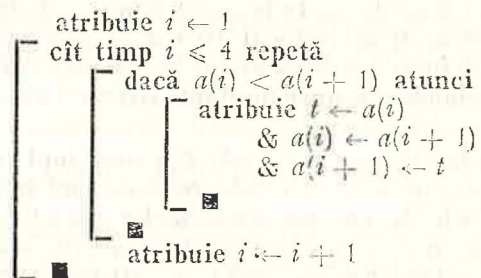 atribuie i ← 1
cît timp i ⩽ 4 repetă
dacă a(i) < a(i + 1) atunci
atribuie t ← a(i)
& a(i) ← a(i + 1)
& a(i + 1) ← t
atribuie i ← i + 1